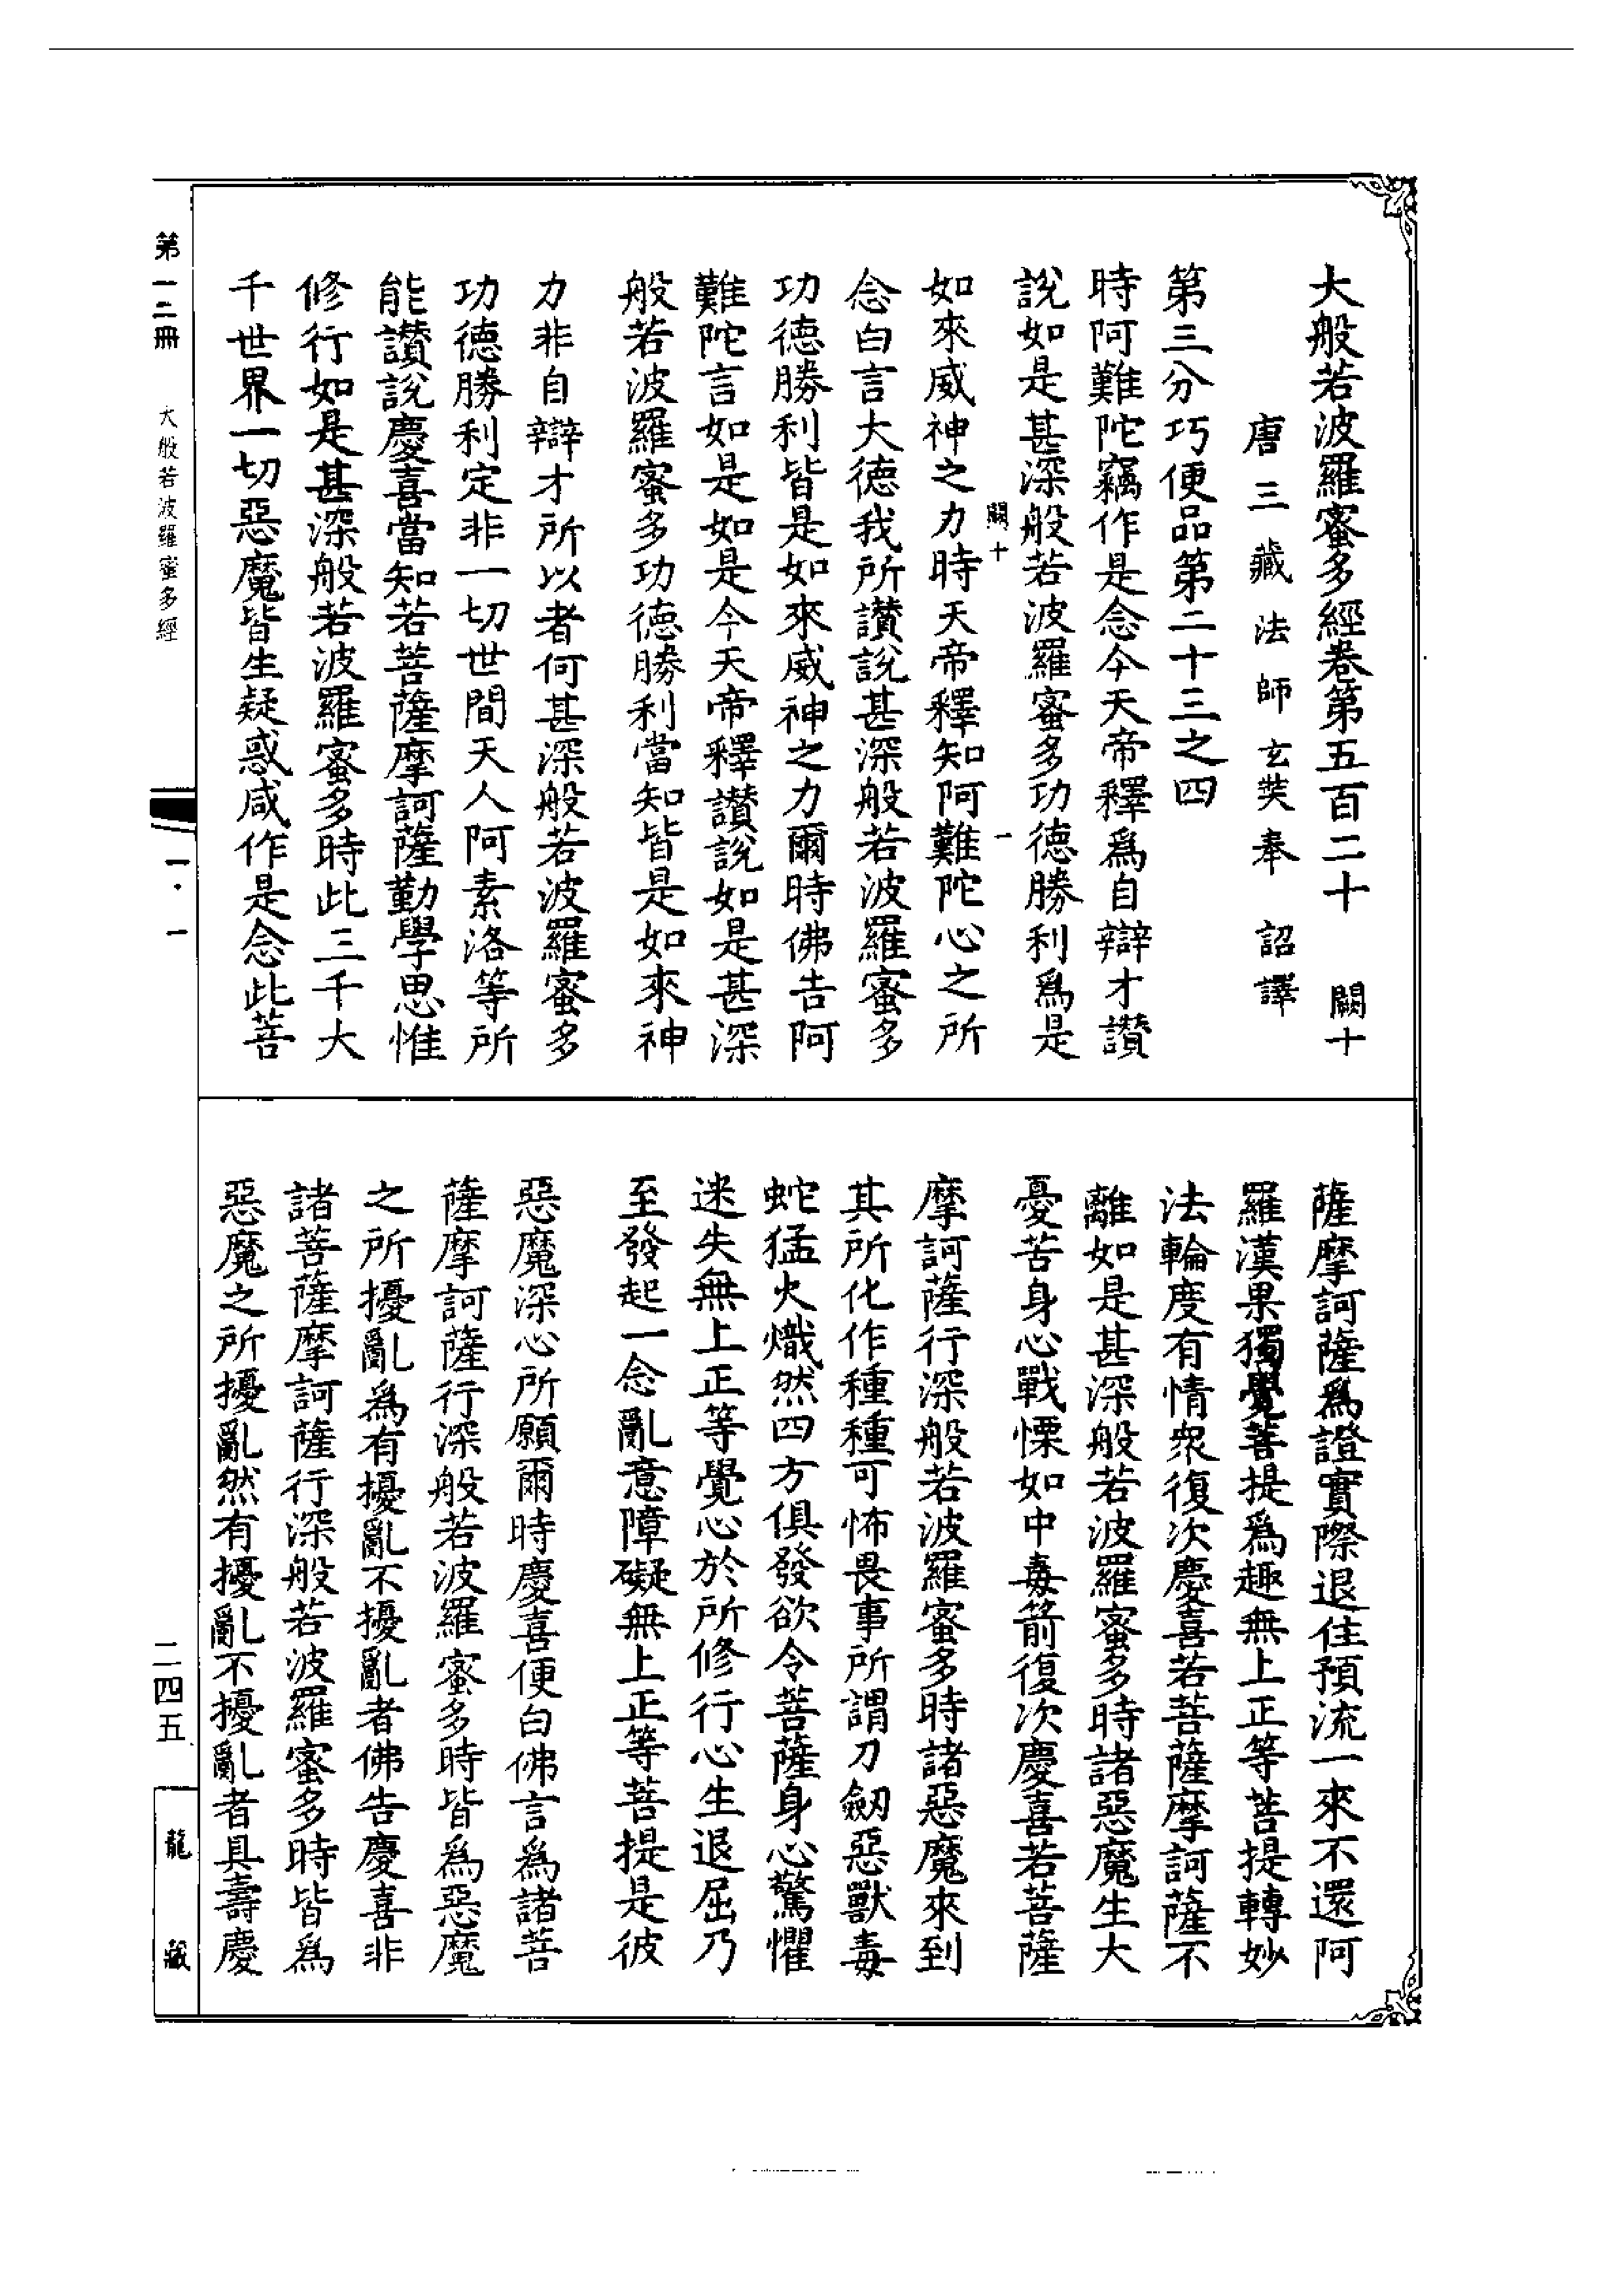 大般若波羅蜜多經卷第五百二十　闕十
唐三藏法師玄奘奉　詔譯
第三分巧便品第二十三之四
時阿難陀竊作是念今天帝釋爲自辯才讚
說如是甚深般若波羅蜜多功德勝利爲是
闕十　一
如來威神之力時天帝釋知阿難陀心之所
念白言大德我所讚說甚深般若波羅蜜多
功德勝利皆是如來威神之力爾時佛告阿
難陀言如是如是今天帝釋讚說如是甚深
般若波羅蜜多功德勝利當知皆是如來神
力非自辯才所以者何甚深般若波羅蜜多
功德勝利定非一切世間天人阿素洛等所
能讚說慶喜當知若菩薩摩訶薩勤學思惟
修行如是甚深般若波羅蜜多時此三千大
千世界一切惡魔皆生疑惑咸作是念此菩
薩摩訶薩爲證實際退住預流一來不還阿
羅漢果獨覺菩提爲趣無上正等菩提轉妙
法輪度有情衆復次慶喜若菩薩摩訶薩不
離如是甚深般若波羅蜜多時諸惡魔生大
憂苦身心戰慄如中毒箭復次慶喜若菩薩
摩訶薩行深般若波羅蜜多時諸惡魔來到
其所化作種種可怖畏事所謂刀劒惡獸毒
蛇猛火熾然四方俱發欲令菩薩身心驚懼
迷失無上正等覺心於所修行心生退屈乃
至發起一念亂意障礙無上正等菩提是彼
惡魔深心所願爾時慶喜便白佛言爲諸菩
薩摩訶薩行深般若波羅蜜多時皆爲惡魔
之所擾亂爲有擾亂不擾亂者佛告慶喜非
諸菩薩摩訶薩行深般若波羅蜜多時皆爲
惡魔之所擾亂然有擾亂不擾亂者具壽慶
第一二冊　大般若波羅蜜多經
一·一
二四五
龍藏